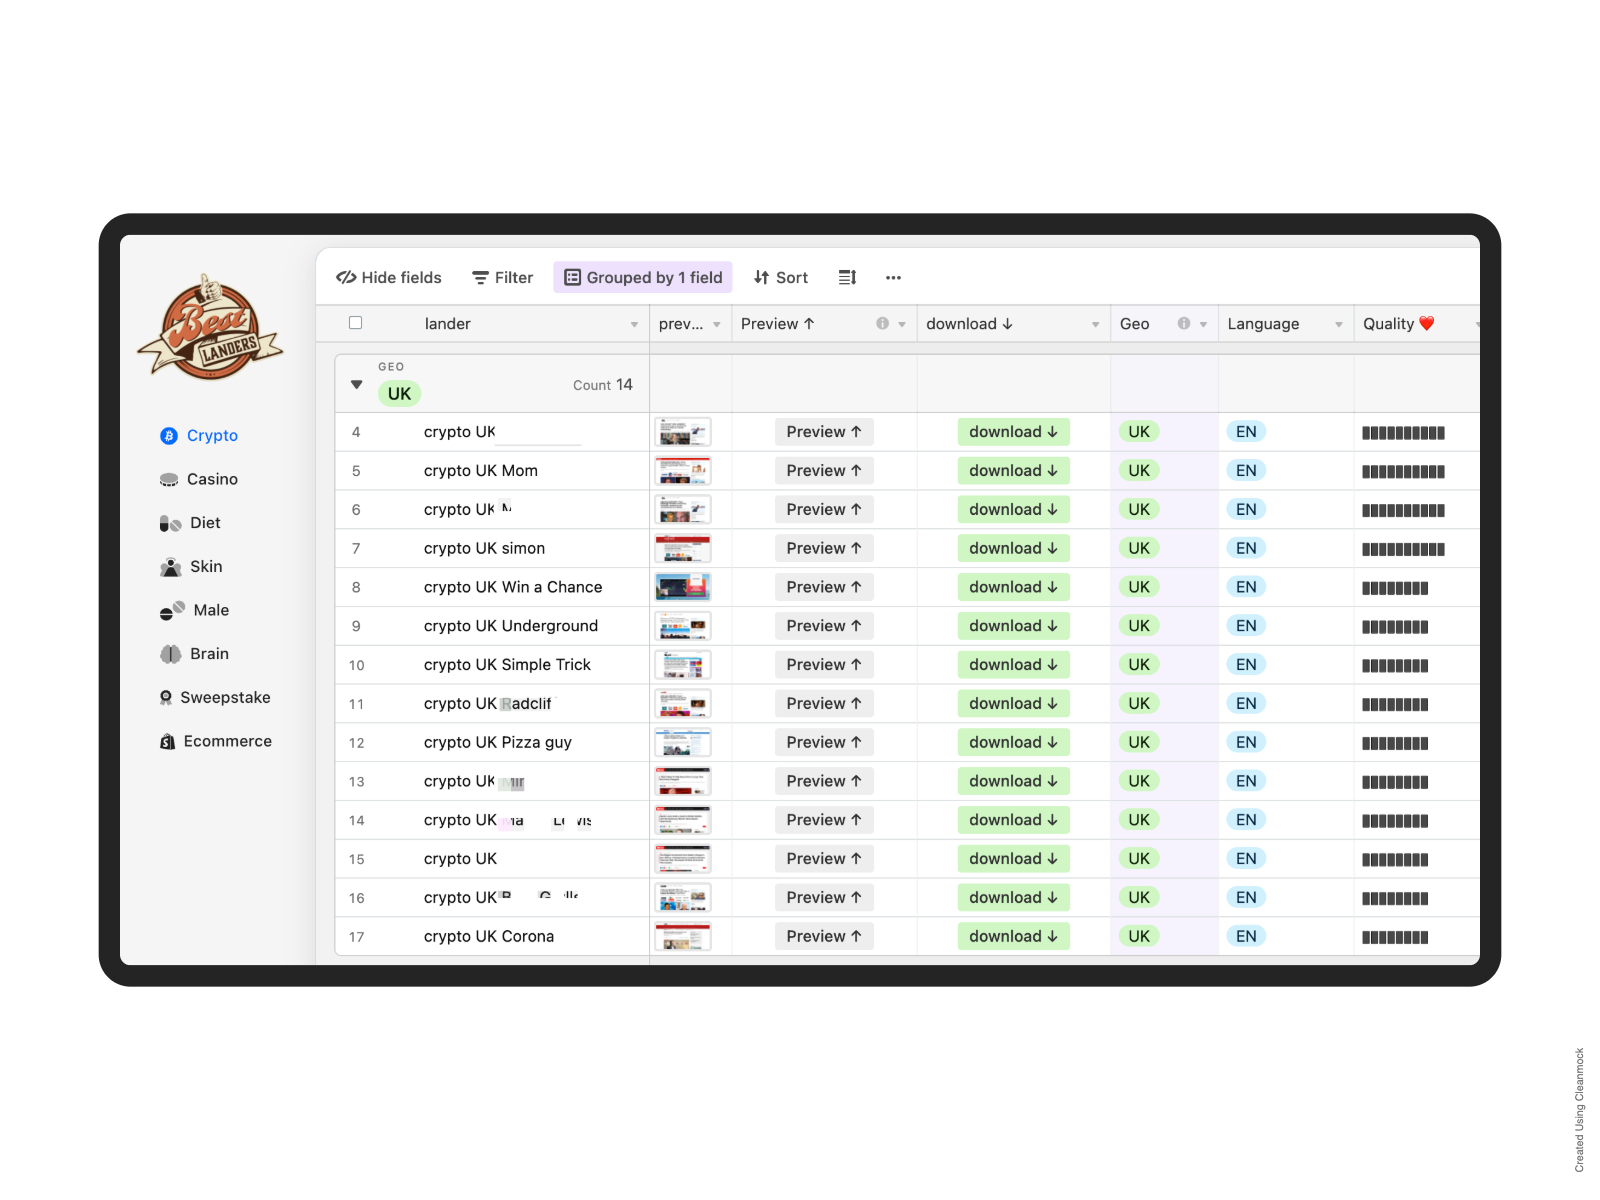 Best
LANDERS
Crypto
Casino
Diet
Skin
Male
Brain
Sweepstake
Ecommerce
Hide fields Filter Grouped by 1 field Sort
lander prev... Preview ↑ download ↓ Geo Language Quality ❤️
GEO
UK Count 14
4 crypto UK Preview ↑ download ↓ UK EN
5 crypto UK Mom Preview ↑ download ↓ UK EN
6 crypto UK Preview ↑ download ↓ UK EN
7 crypto UK simon Preview ↑ download ↓ UK EN
8 crypto UK Win a Chance Preview ↑ download ↓ UK EN
9 crypto UK Underground Preview ↑ download ↓ UK EN
10 crypto UK Simple Trick Preview ↑ download ↓ UK EN
11 crypto UK Radclif Preview ↑ download ↓ UK EN
12 crypto UK Pizza guy Preview ↑ download ↓ UK EN
13 crypto UK Preview ↑ download ↓ UK EN
14 crypto UK Preview ↑ download ↓ UK EN
15 crypto UK Preview ↑ download ↓ UK EN
16 crypto UK Preview ↑ download ↓ UK EN
17 crypto UK Corona Preview ↑ download ↓ UK EN
Created Using Cleanmock